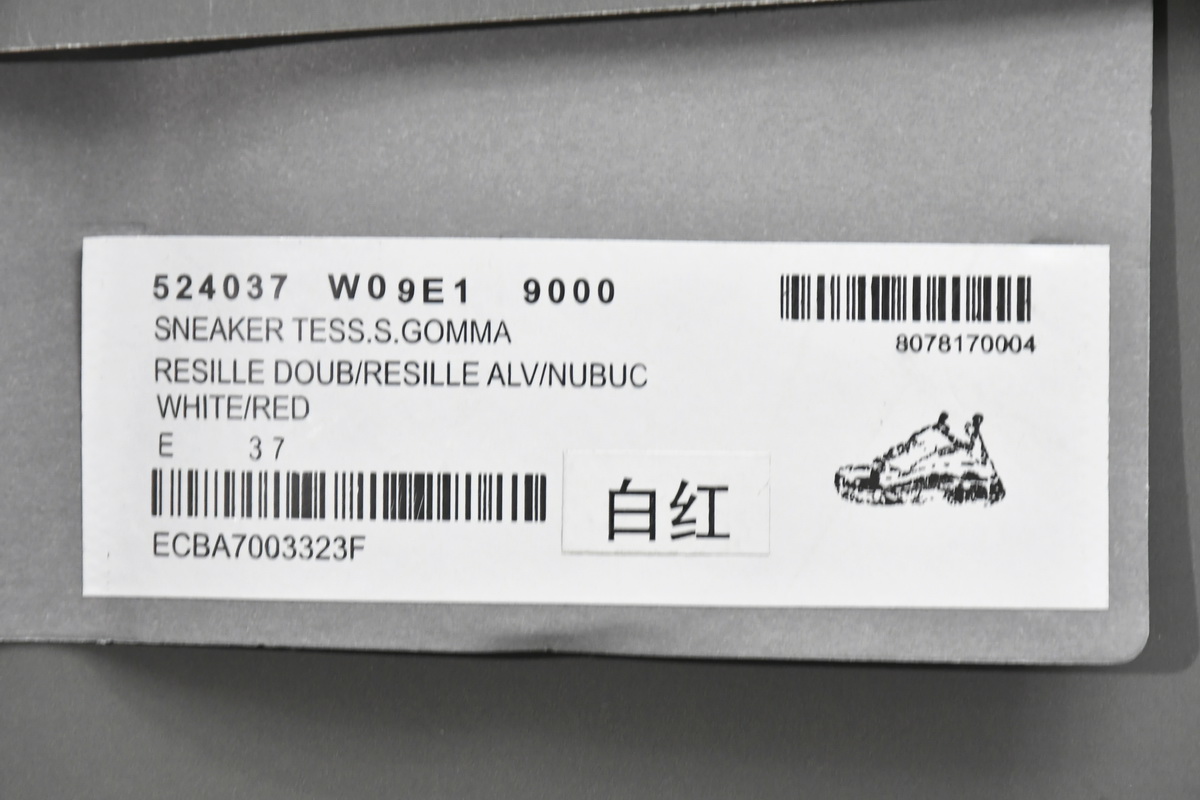 524037 W09E1 9000
SNEAKER TESS.S.GOMMA
RESILLE DOUB/RESILLE ALV/NUBUC
WHITE/RED
E 37
ECBA7003323F
8078170004
白红